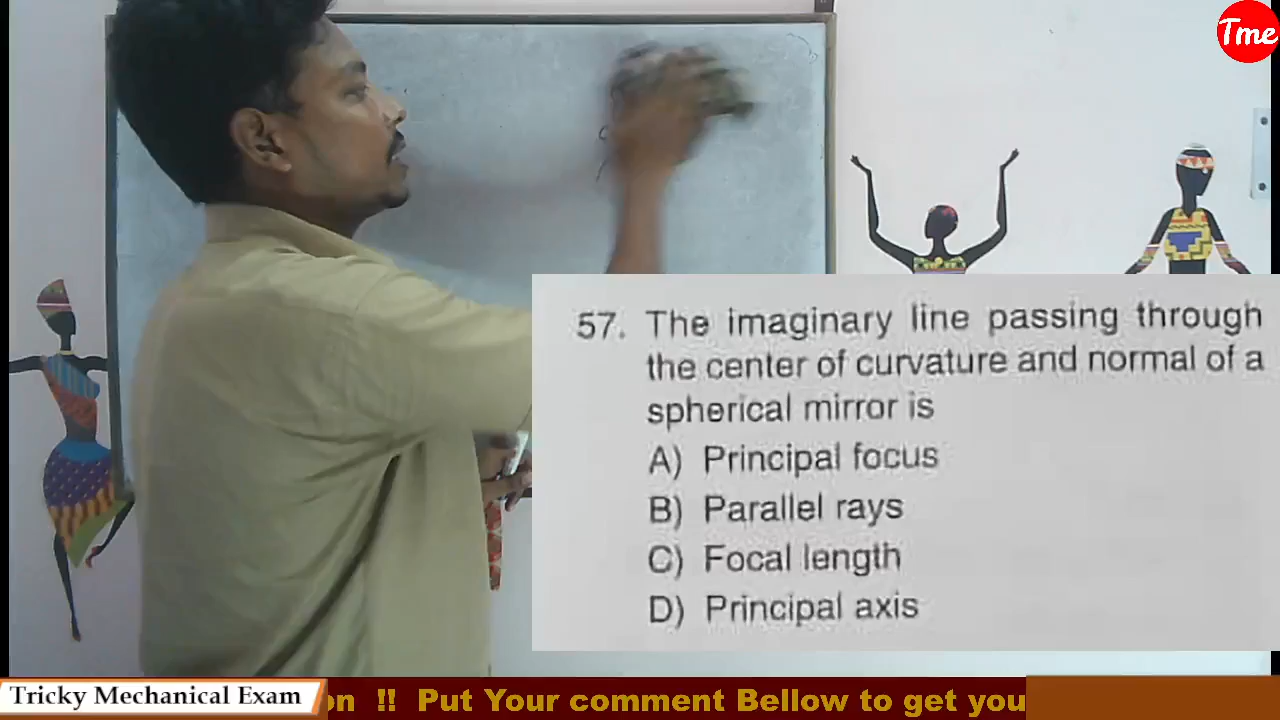 Tme
57. The imaginary line passing through
the center of curvature and normal of a
spherical mirror is
A) Principal focus
B) Parallel rays
C) Focal length
D) Principal axis
Tricky Mechanical Exam
on !! Put Your comment Bellow to get you